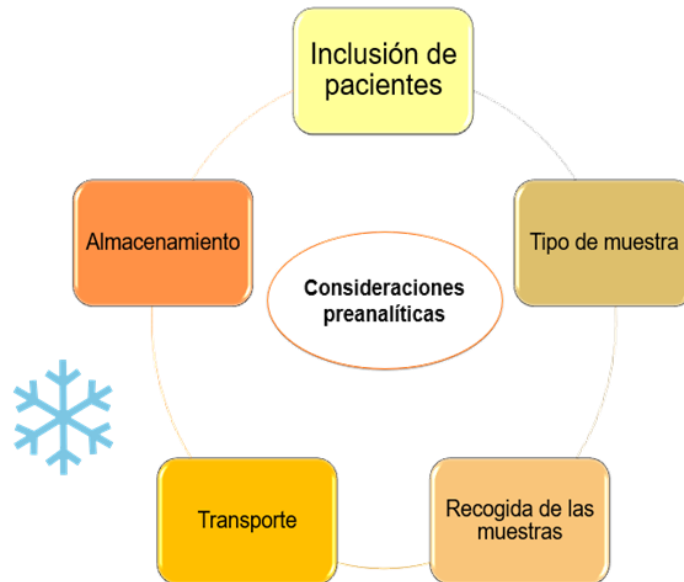 Inclusión de
pacientes
Almacenamiento
Tipo de muestra
Consideraciones
preanalíticas
Transporte
Recogida de las
muestras